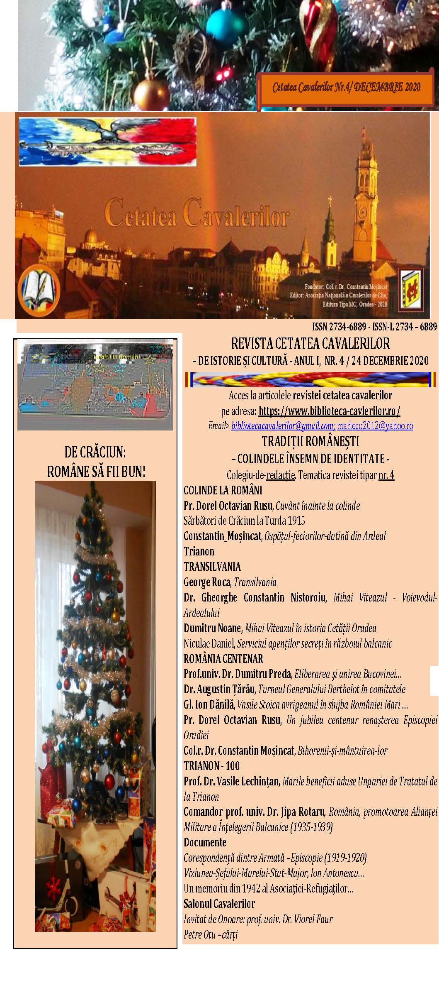 Cetatea Cavalerilor Nr.4/ DECEMBRIE 2020
Cetatea Cavalerilor
Fondator: Col. r. Dr. Constantin Moșincat
Editor: Asociația Națională a Cavalerilor de Clio,
Editura Tipo MC, Oradea - 2020
ISSN 2734-6889 - ISSN-L 2734 – 6889
Tradiții la Români
DE CRĂCIUN:
ROMÂNE SĂ FII BUN!
REVISTA CETATEA CAVALERILOR
– DE ISTORIE ȘI CULTURĂ - ANUL I, NR. 4 / 24 DECEMBRIE 2020
Acces la articolele revistei cetatea cavalerilor
pe adresa: https://www.biblioteca-cavlerilor.ro/
Email> bibliotecacavalerilor@gmail.com; marleco2012@yahoo.ro
TRADIȚII ROMÂNEȘTI
– COLINDELE ÎNSEMN DE IDENTITATE -
Colegiu-de-redacție. Tematica revistei tipar nr. 4
COLINDE LA ROMÂNI
Pr. Dorel Octavian Rusu, Cuvânt înainte la colinde
Sărbători de Crăciun la Turda 1915
Constantin_Moșincat, Ospățul-feciorilor-datină din Ardeal
Trianon
TRANSILVANIA
George Roca, Transilvania
Dr. Gheorghe Constantin Nistoroiu, Mihai Viteazul - Voievodul-
Ardealului
Dumitru Noane, Mihai Viteazul în istoria Cetății Oradea
Niculae Daniel, Serviciul agenților secreți în războiul balcanic
ROMÂNIA CENTENAR
Prof.univ. Dr. Dumitru Preda, Eliberarea şi unirea Bucovinei...
Dr. Augustin Țărău, Turneul Generalului Berthelot în comitatele
Gl. Ion Dănilă, Vasile Stoica avrigeanul în slujba României Mari ...
Pr. Dorel Octavian Rusu, Un jubileu centenar renașterea Episcopiei
Oradiei
Col.r. Dr. Constantin Moșincat, Bihorenii-și-mântuirea-lor
TRIANON - 100
Prof. Dr. Vasile Lechințan, Marile beneficii aduse Ungariei de Tratatul de
la Trianon
Comandor prof. univ. Dr. Jipa Rotaru, România, promotoarea Alianței
Militare a Înțelegerii Balcanice (1935-1939)
Documente
Corespondență dintre Armată –Episcopie (1919-1920)
Viziunea-Șefului-Marelui-Stat-Major, Ion Antonescu...
Un memoriu din 1942 al Asociației-Refugiaților...
Salonul Cavalerilor
Invitat de Onoare: prof. univ. Dr. Viorel Faur
Petre Otu –cărți